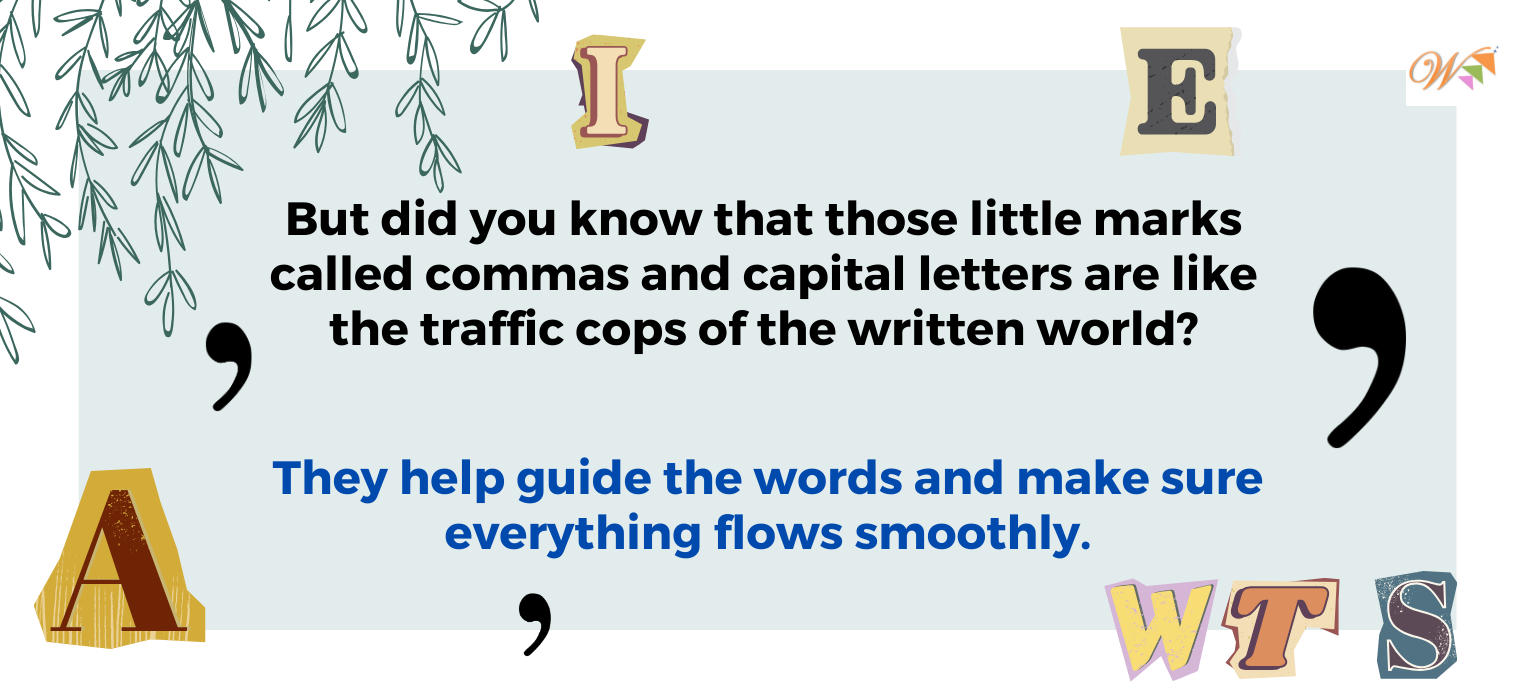 I
E
W
But did you know that those little marks
called commas and capital letters are like
the traffic cops of the written world?
,
,
They help guide the words and make sure
everything flows smoothly.
A
,
W T S